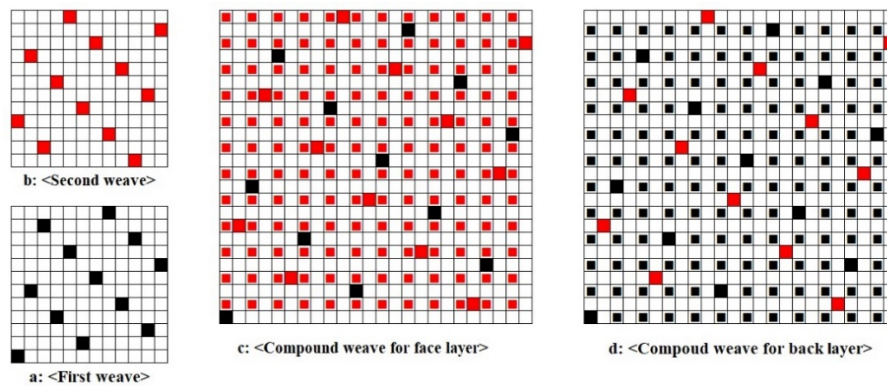 b: <Second weave>
a: <First weave>
c: <Compound weave for face layer>
d: <Compoud weave for back layer>